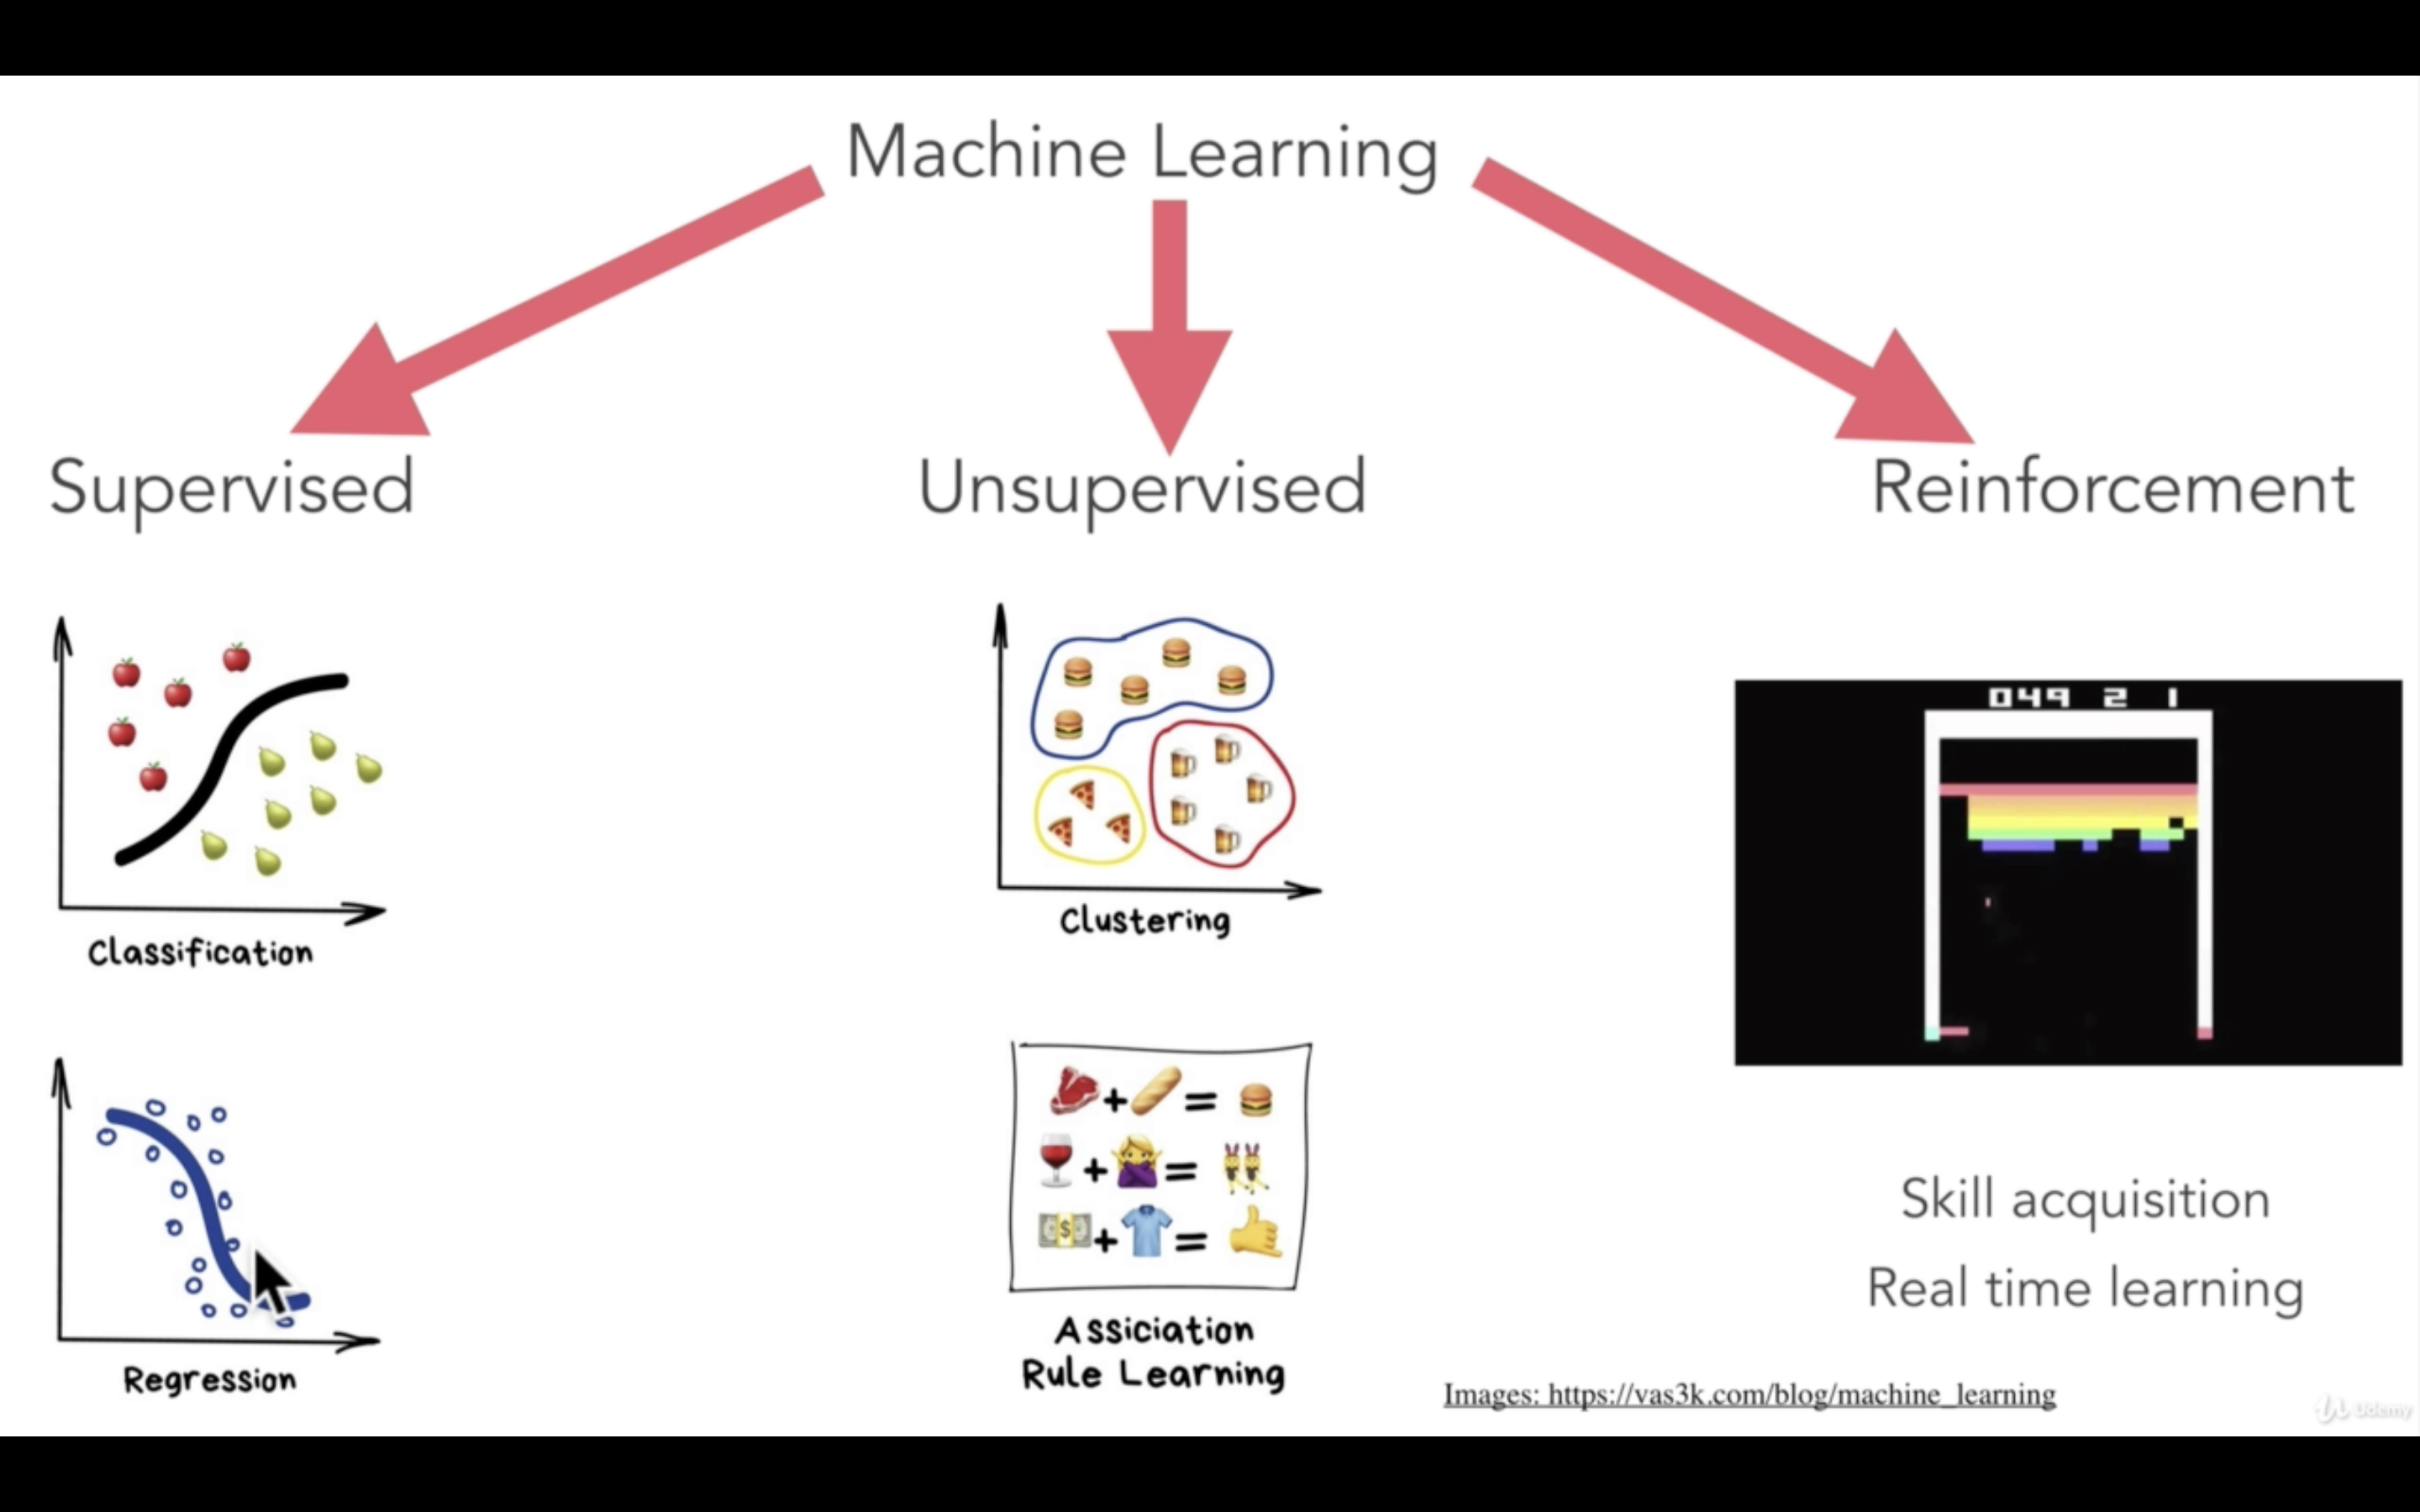 Machine Learning
Supervised
Unsupervised
Reinforcement
Classification
Regression
Clustering
Assiciation
Rule Learning
049 2 1
Skill acquisition
Real time learning
Images: https://vas3k.com/blog/machine_learning
Udemy